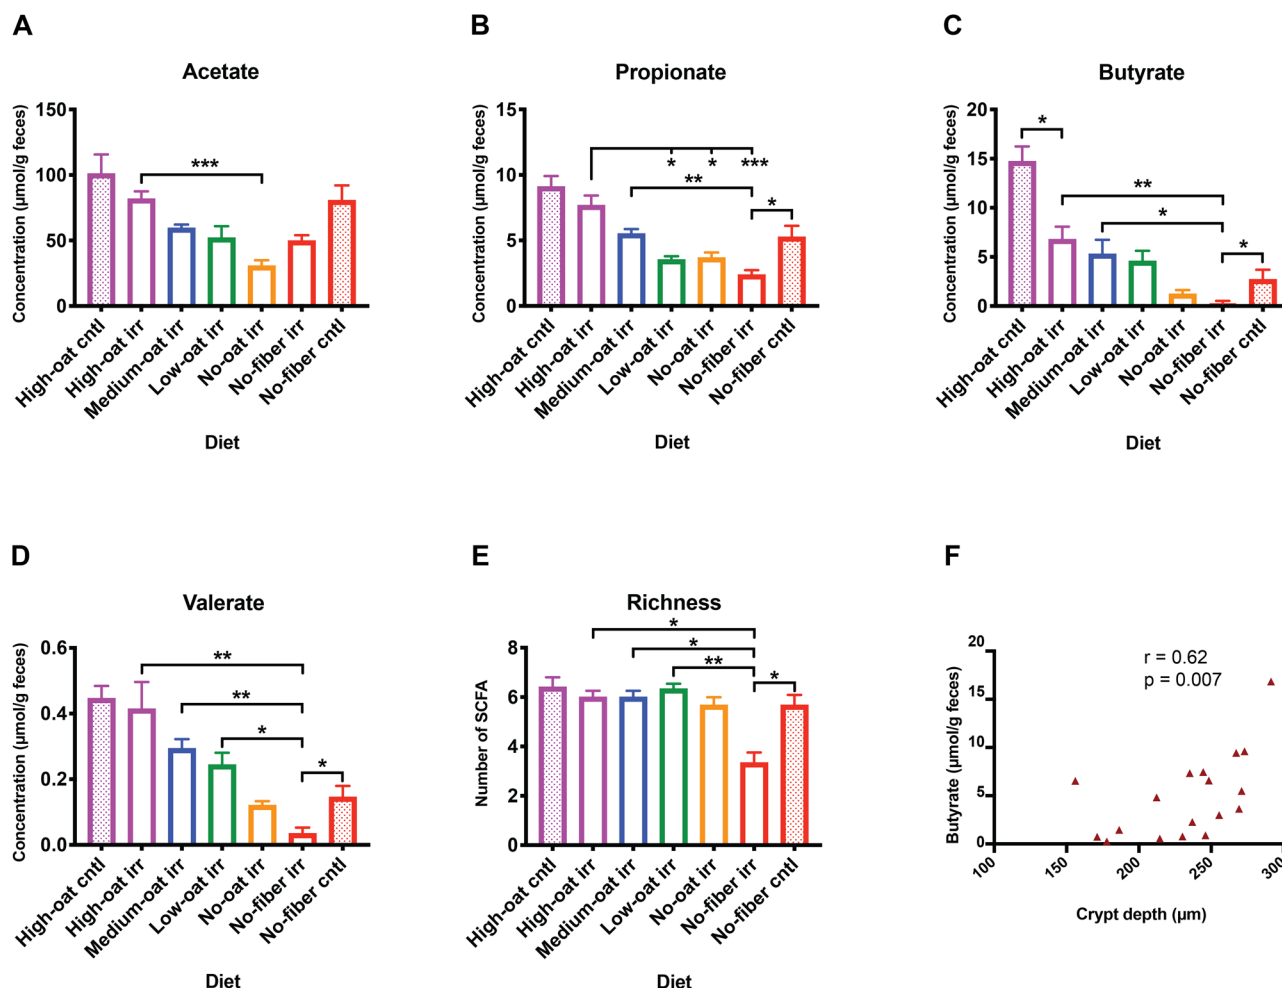 A
Acetate
Concentration (µmol/g feces)
150
100
50
0
***
High-oat cntl
High-oat irr
Medium-oat irr
Low-oat irr
No-oat irr
No-fiber irr
No-fiber cntl
Diet
B
Propionate
Concentration (µmol/g feces)
15
10
5
0
* * ***
**
*
High-oat cntl
High-oat irr
Medium-oat irr
Low-oat irr
No-oat irr
No-fiber irr
No-fiber cntl
Diet
C
Butyrate
Concentration (µmol/g feces)
20
15
10
5
0
*
**
*
*
High-oat cntl
High-oat irr
Medium-oat irr
Low-oat irr
No-oat irr
No-fiber irr
No-fiber cntl
Diet
D
Valerate
Concentration (µmol/g feces)
0.6
0.4
0.2
0.0
**
**
*
*
High-oat cntl
High-oat irr
Medium-oat irr
Low-oat irr
No-oat irr
No-fiber irr
No-fiber cntl
Diet
E
Richness
Number of SCFA
8
6
4
2
0
*
*
**
*
High-oat cntl
High-oat irr
Medium-oat irr
Low-oat irr
No-oat irr
No-fiber irr
No-fiber cntl
Diet
F
Butyrate (µmol/g feces)
20
15
10
5
0
r = 0.62
p = 0.007
100
150
200
250
300
Crypt depth (µm)